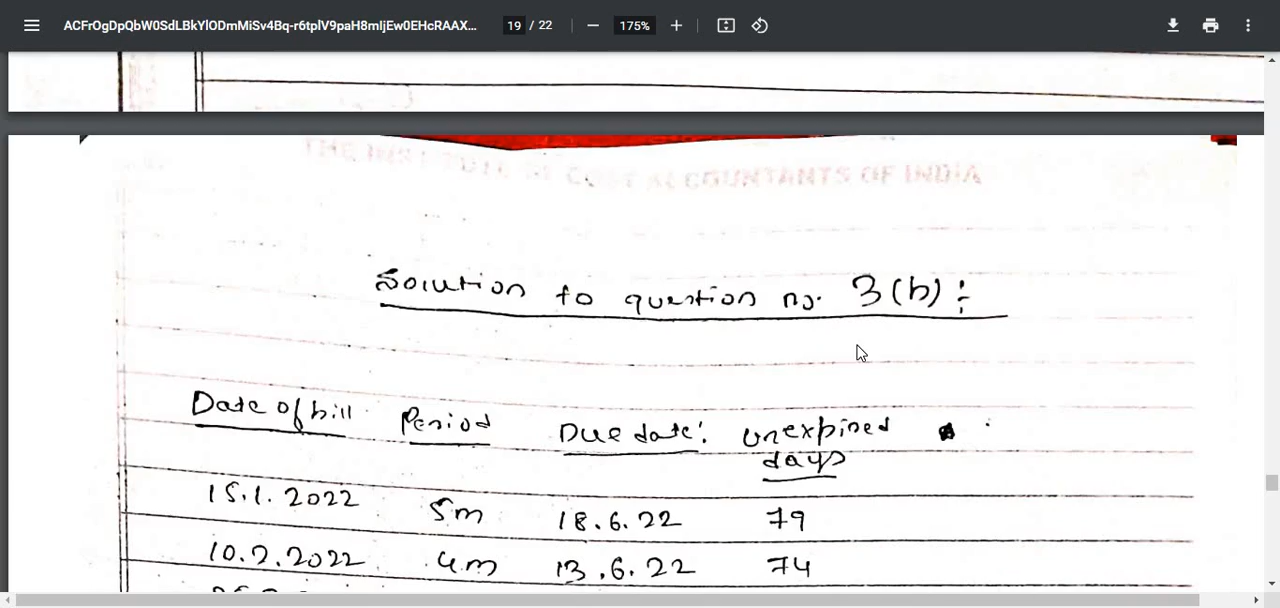 ACFrOgDpQbW0SdLBkYlODmMiSv4Bq-r6tplV9paH8mIjEw0EHcRAAX... 19 / 22 175%
THE INSTITUTE OF COST ACCOUNTANTS OF INDIA
Solution to question no. 3(b):
Date of bill Period Due date: Unexpired days
15.1.2022 5m 18.6.22 79
10.2.2022 4m 13.6.22 74